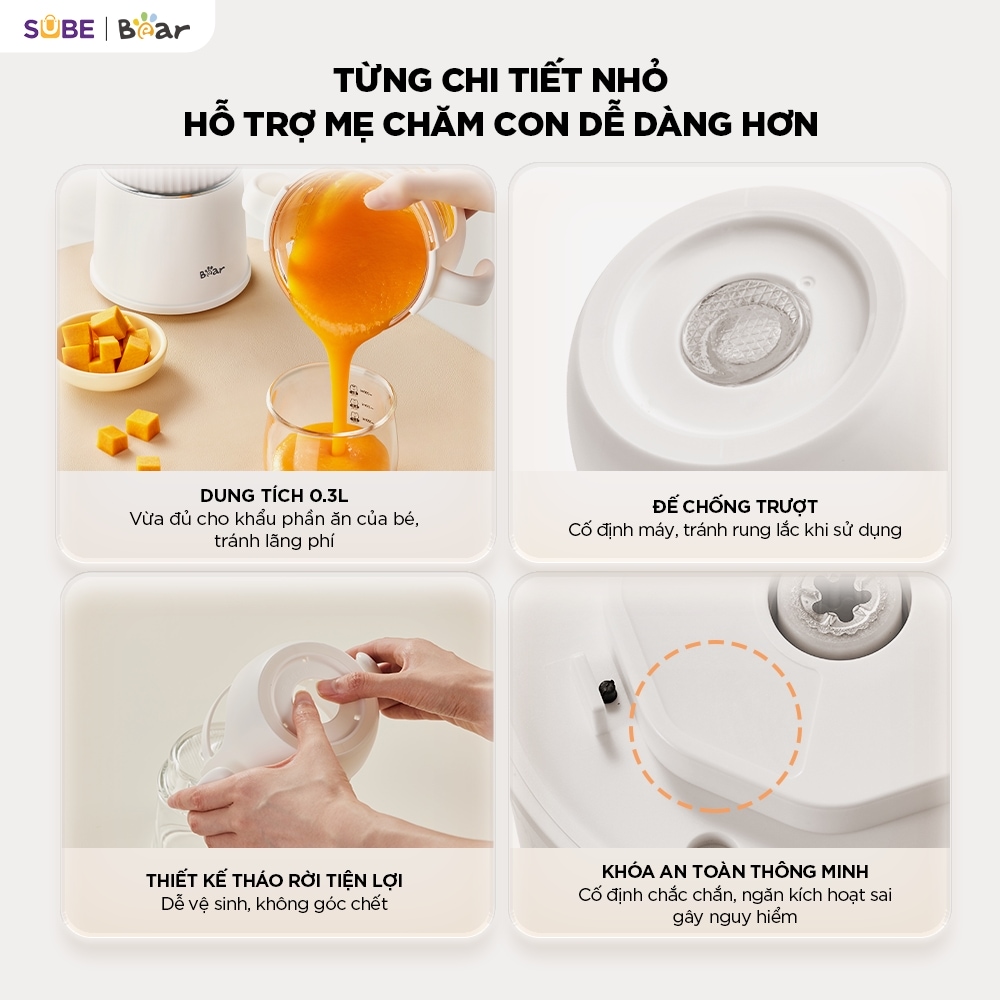 SUBE | Bear
TỪNG CHI TIẾT NHỎ
HỖ TRỢ MẸ CHĂM CON DỄ DÀNG HƠN
Bear
DUNG TÍCH 0.3L
Vừa đủ cho khẩu phần ăn của bé,
tránh lãng phí
ĐẾ CHỐNG TRƯỢT
Cố định máy, tránh rung lắc khi sử dụng
THIẾT KẾ THÁO RỜI TIỆN LỢI
Dễ vệ sinh, không góc chết
KHÓA AN TOÀN THÔNG MINH
Cố định chắc chắn, ngăn kích hoạt sai
gây nguy hiểm